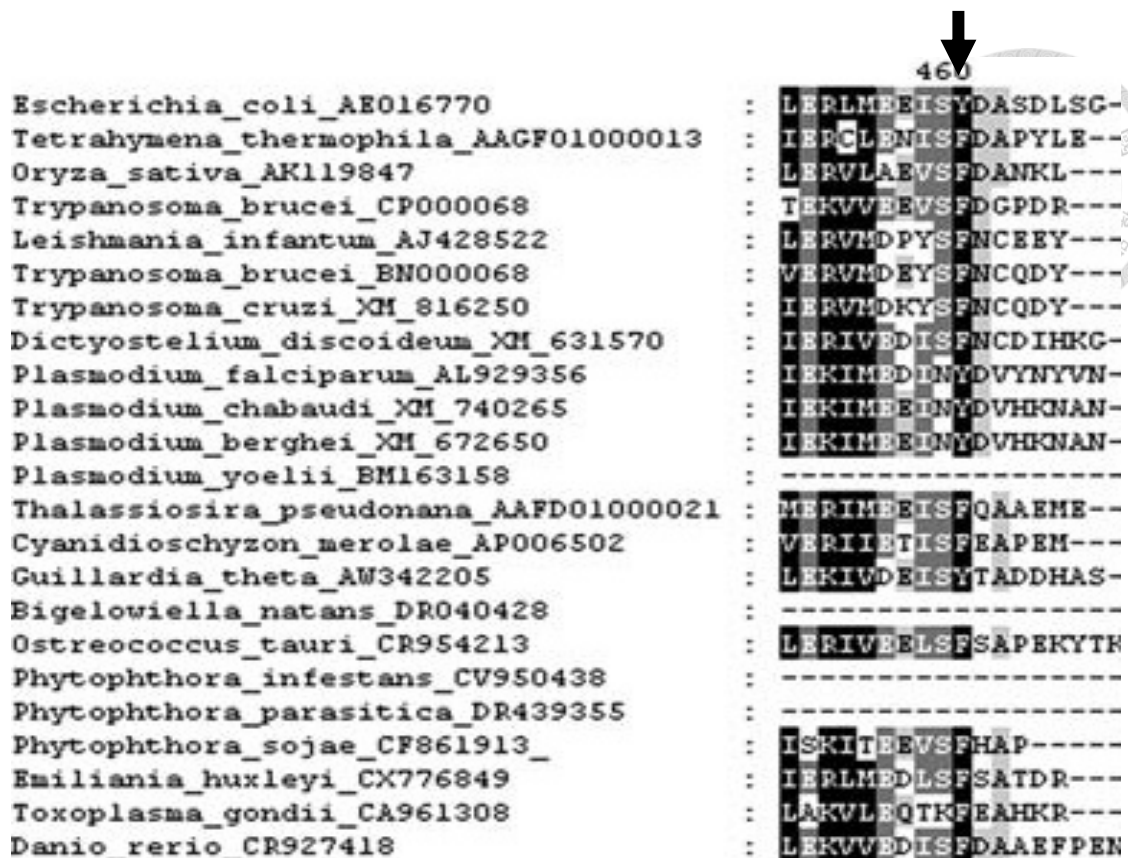 460
Escherichia_coli_AE016770 : LERLMEEISYDASDLSG-
Tetrahymena_thermophila_AAGF01000013 : IERCLENISFDAPYLE--
Oryza_sativa_AK119847 : LERVLAEVSFDANKL---
Trypanosoma_brucei_CP000068 : TEKVVEEVSFDGPDR---
Leishmania_infantum_AJ428522 : LERVMDPYSFNCEEY---
Trypanosoma_brucei_BN000068 : VERVMDEYSFNCQDY---
Trypanosoma_cruzi_XM_816250 : IERVMDKYSFNCQDY---
Dictyostelium_discoideum_XM_631570 : IERIVEDISFNCDIHKG-
Plasmodium_falciparum_AL929356 : IEKIMEDINYDVYNYVN-
Plasmodium_chabaudi_XM_740265 : IEKIMEEINYDVHKNAN-
Plasmodium_berghei_XM_672650 : IEKIMEEINYDVHKNAN-
Plasmodium_yoelii_BM163158 : ------------------
Thalassiosira_pseudonana_AAFD01000021 : MERIMEEISFQAAEME--
Cyanidioschyzon_merolae_AP006502 : VERIIETISFEAPEM---
Guillardia_theta_AW342205 : LEKIVDEISYTADDHAS-
Bigelowiella_natans_DR040428 : ------------------
Ostreococcus_tauri_CR954213 : LERIVEELSFSAPEKYTK
Phytophthora_infestans_CV950438 : ------------------
Phytophthora_parasitica_DR439355 : ------------------
Phytophthora_sojae_CF861913_ : ISKITEEVSFHAP-----
Emiliania_huxleyi_CX776849 : IERLMEDLSFSATDR---
Toxoplasma_gondii_CA961308 : LAKVLEQTKFEAHKR---
Danio_rerio_CR927418 : LEKVVEDISFDAAEFPEN